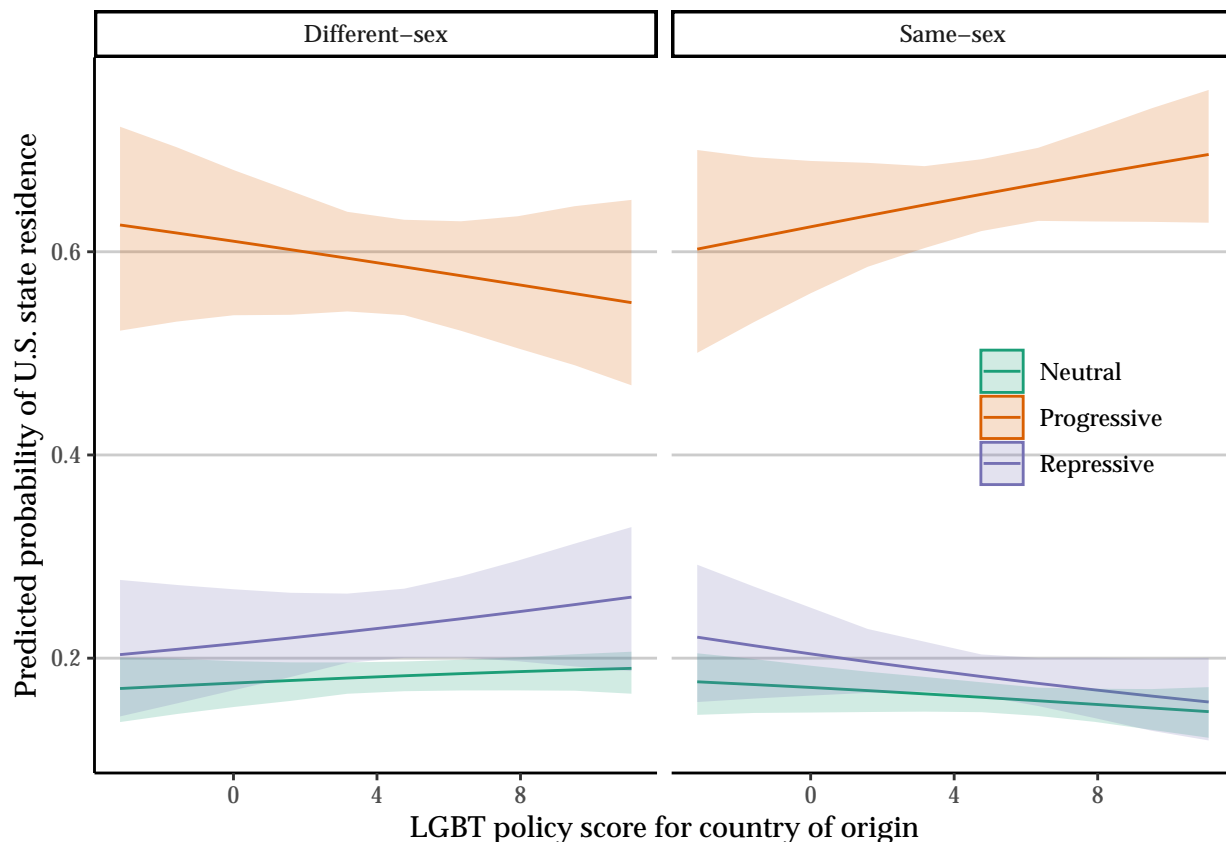 Different−sex
Same−sex
Predicted probability of U.S. state residence
0.6
0.4
0.2
Neutral
Progressive
Repressive
0
4
8
0
4
8
LGBT policy score for country of origin